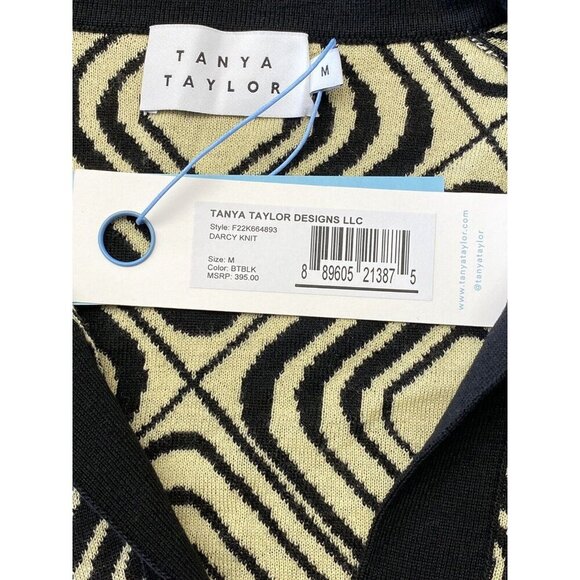 TANYA
TAYLOR
M
TANYA TAYLOR DESIGNS LLC
Style: F22K664893
DARCY KNIT
Size: M
Color: BTBLK
MSRP: 395.00
8 89605 21387 5
www.tanyataylor.com
@tanyataylor